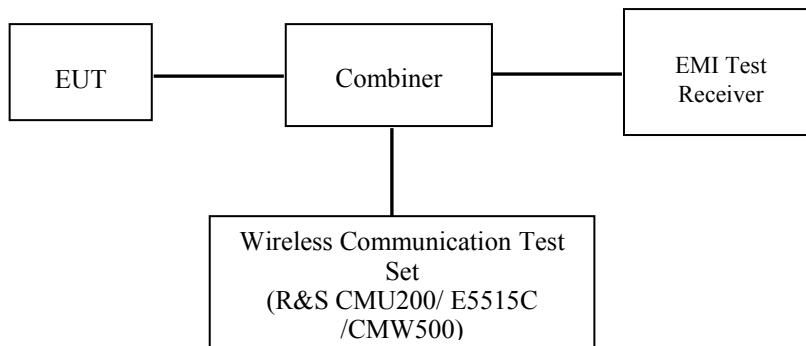 EUT
Combiner
EMI Test
Receiver
Wireless Communication Test
Set
(R&S CMU200/ E5515C
/CMW500)